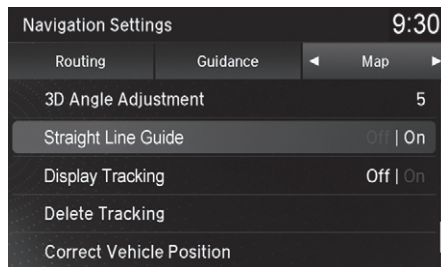 Navigation Settings 9:30
Routing Guidance Map
3D Angle Adjustment 5
Straight Line Guide Off | On
Display Tracking Off | On
Delete Tracking
Correct Vehicle Position